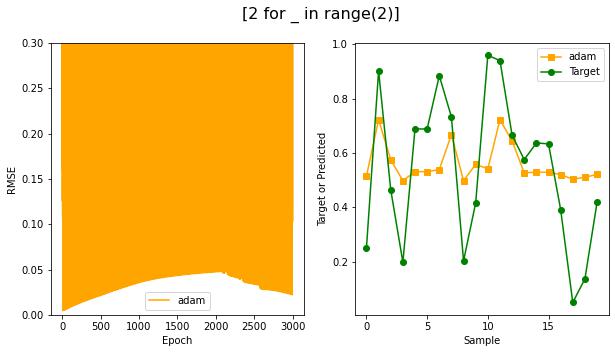 [2 for _ in range(2)]
0.30
0.25
0.20
0.15
0.10
0.05
0.00
RMSE
0 500 1000 1500 2000 2500 3000
Epoch
adam
1.0
0.8
0.6
0.4
0.2
Target or Predicted
0 5 10 15
Sample
adam
Target